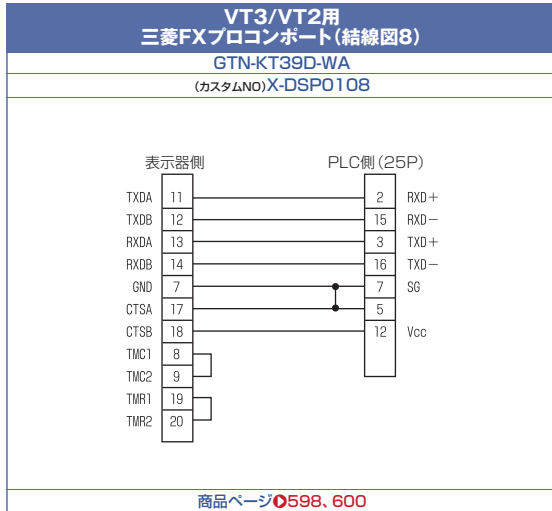 VT3/VT2用
三菱FXプロコンポート(結線図8)
GTN-KT39D-WA
(カスタムNO)X-DSP0108
表示器側 PLC側(25P)
TXDA 11 2 RXD+
TXDB 12 15 RXD−
RXDA 13 3 TXD+
RXDB 14 16 TXD−
GND 7 7 SG
CTSA 17 5
CTSB 18 12 Vcc
TMC1 8
TMC2 9
TMR1 19
TMR2 20
商品ページ598、600